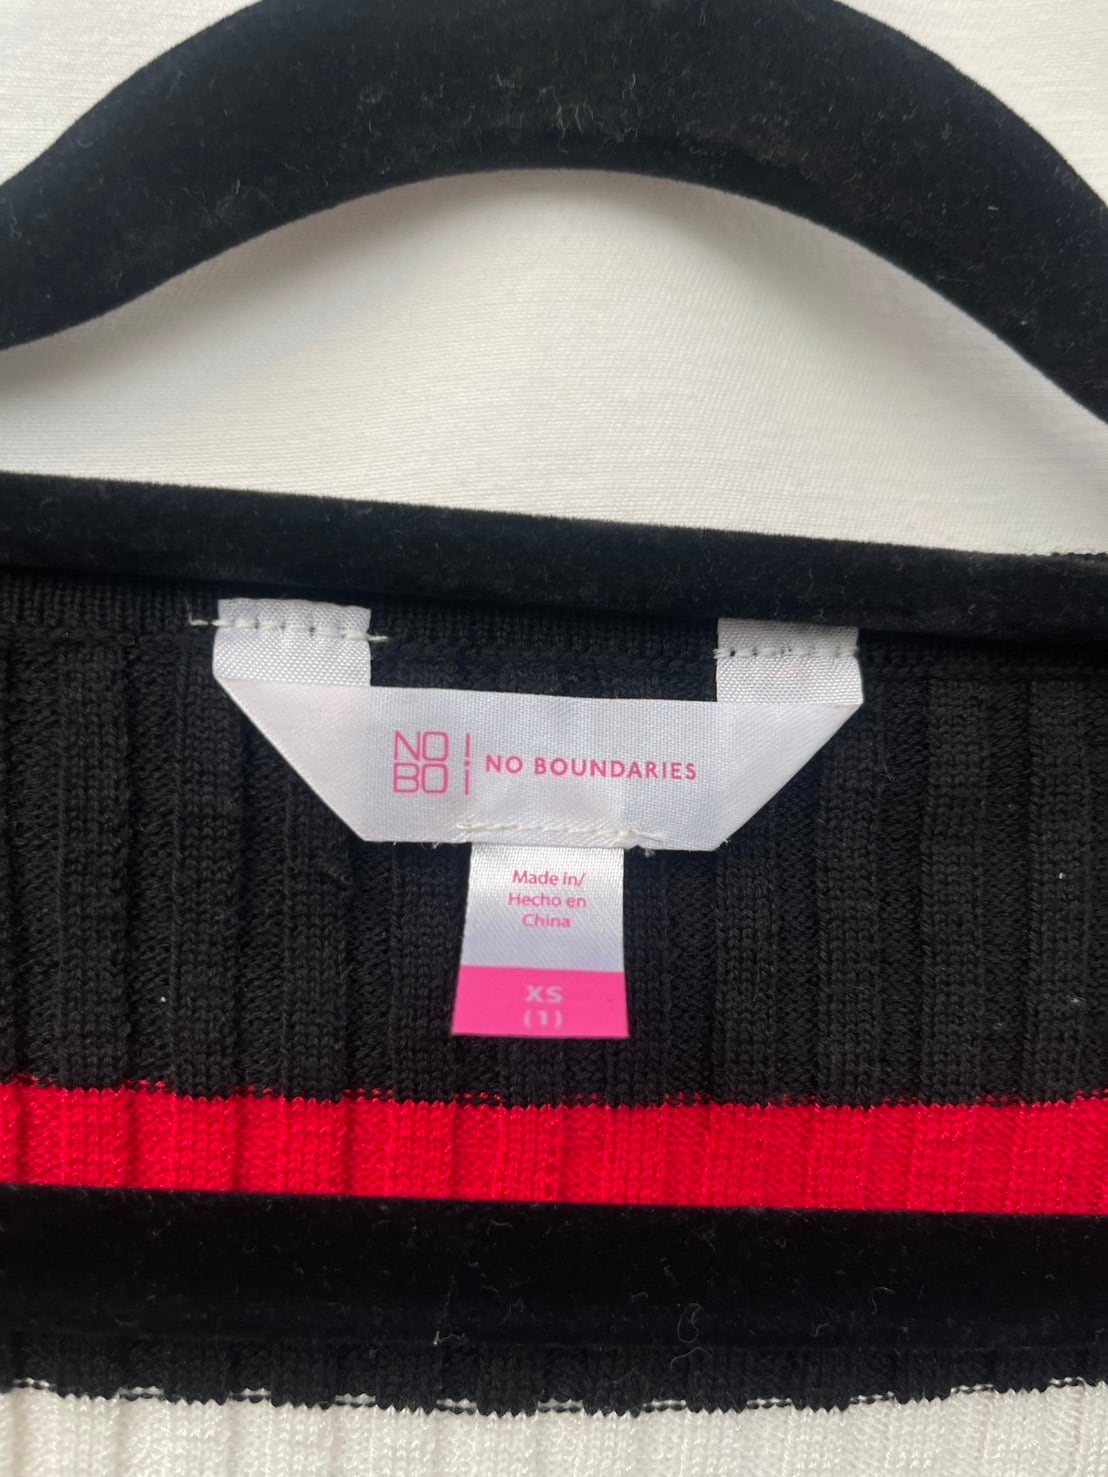 NO
BO
NO BOUNDARIES
Made in/
Hecho en
China
XS
(1)